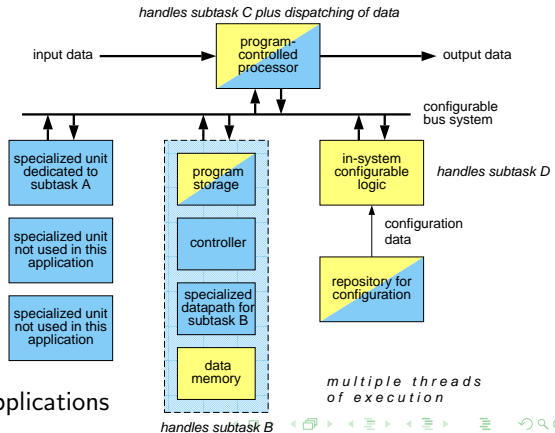 handles subtask C plus dispatching of data
input data
program-
controlled
processor
output data
configurable
bus system
specialized unit
dedicated to
subtask A
specialized unit
not used in this
application
specialized unit
not used in this
application
program
storage
controller
specialized
datapath for
subtask B
data
memory
handles subtask B
in-system
configurable
logic
handles subtask D
configuration
data
repository for
configuration
multiple threads
of execution
pplications